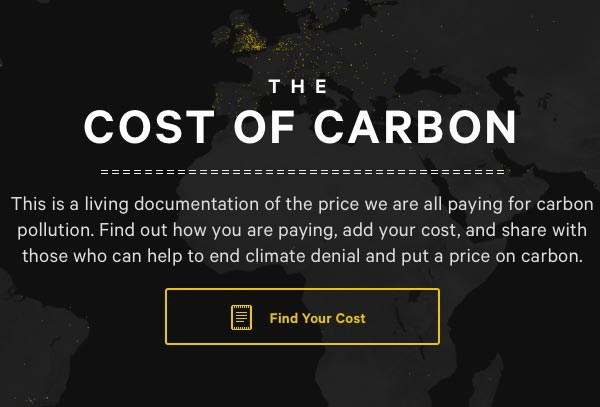 THE
COST OF CARBON
This is a living documentation of the price we are all paying for carbon
pollution. Find out how you are paying, add your cost, and share with
those who can help to end climate denial and put a price on carbon.
Find Your Cost